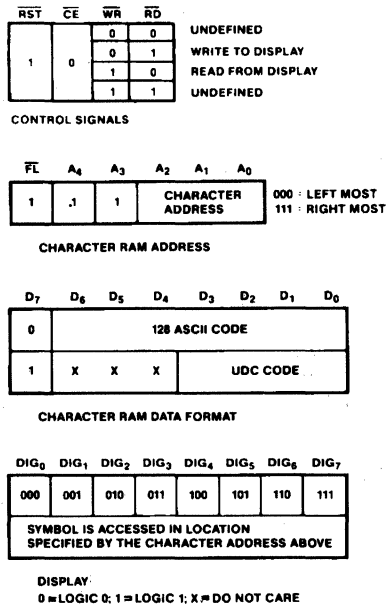 RST CE WR RD
0 0 UNDEFINED
0 1 WRITE TO DISPLAY
1 0
1 0 READ FROM DISPLAY
1 1 UNDEFINED
CONTROL SIGNALS
FL A4 A3 A2 A1 A0
1 .1 1 CHARACTER ADDRESS
000 : LEFT MOST
111 : RIGHT MOST
CHARACTER RAM ADDRESS
D7 D6 D5 D4 D3 D2 D1 D0
0 128 ASCII CODE
1 X X X UDC CODE
CHARACTER RAM DATA FORMAT
DIG0 DIG1 DIG2 DIG3 DIG4 DIG5 DIG6 DIG7
000 001 010 011 100 101 110 111
SYMBOL IS ACCESSED IN LOCATION
SPECIFIED BY THE CHARACTER ADDRESS ABOVE
DISPLAY
0 = LOGIC 0; 1 = LOGIC 1; X = DO NOT CARE